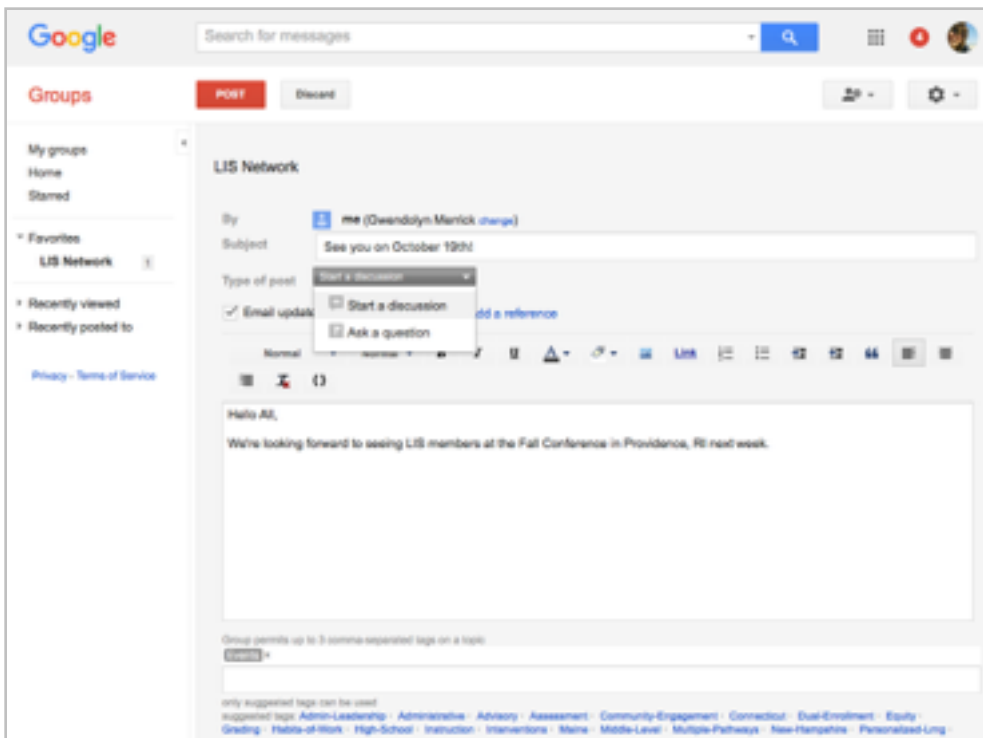 Google
Search for messages
4
Groups
POST
Discard
My groups
Home
Starred
Favorites
LIS Network 1
Recently viewed
Recently posted to
Privacy - Terms of Service
LIS Network
By me (Gwendolyn Merrick change)
Subject See you on October 19th!
Type of post Start a discussion
Start a discussion
Ask a question
Email update
dd a reference
Normal Normal B I U A Link
{}
Hello All,
We're looking forward to seeing LIS members at the Fall Conference in Providence, RI next week.
Group permits up to 3 comma-separated tags on a topic
Events ×
only suggested tags can be used
suggested tags: Admin-Leadership · Administrative · Advisory · Assessment · Community-Engagement · Connecticut · Dual-Enrollment · Equity ·
Grading · Habits-of-Work · High-School · Instruction · Interventions · Maine · Middle-Level · Multiple-Pathways · New-Hampshire · Personalized-Lrng ·